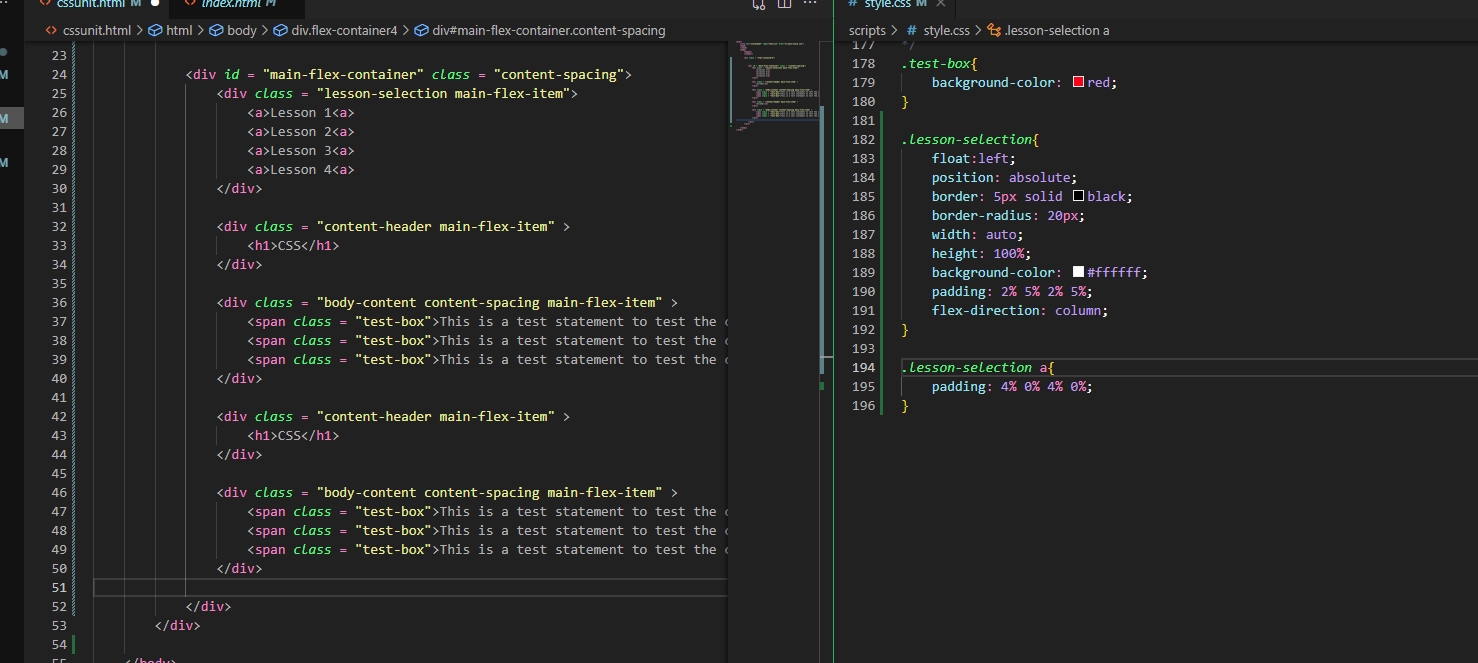 cssunit.html M index.html M
cssunit.html > html > body > div.flex-container4 > div#main-flex-container.content-spacing
23
24 <div id = "main-flex-container" class = "content-spacing">
25 <div class = "lesson-selection main-flex-item">
26 <a>Lesson 1<a>
27 <a>Lesson 2<a>
28 <a>Lesson 3<a>
29 <a>Lesson 4<a>
30 </div>
31
32 <div class = "content-header main-flex-item" >
33 <h1>CSS</h1>
34 </div>
35
36 <div class = "body-content content-spacing main-flex-item" >
37 <span class = "test-box">This is a test statement to test the
38 <span class = "test-box">This is a test statement to test the
39 <span class = "test-box">This is a test statement to test the
40 </div>
41
42 <div class = "content-header main-flex-item" >
43 <h1>CSS</h1>
44 </div>
45
46 <div class = "body-content content-spacing main-flex-item" >
47 <span class = "test-box">This is a test statement to test the
48 <span class = "test-box">This is a test statement to test the
49 <span class = "test-box">This is a test statement to test the
50 </div>
51
52 </div>
53 </div>
54
55 </body>
M
M
M
style.css M
scripts > # style.css > .lesson-selection a
177 */
178 .test-box{
179 background-color: red;
180 }
181
182 .lesson-selection{
183 float:left;
184 position: absolute;
185 border: 5px solid black;
186 border-radius: 20px;
187 width: auto;
188 height: 100%;
189 background-color: #ffffff;
190 padding: 2% 5% 2% 5%;
191 flex-direction: column;
192 }
193
194 .lesson-selection a{
195 padding: 4% 0% 4% 0%;
196 }